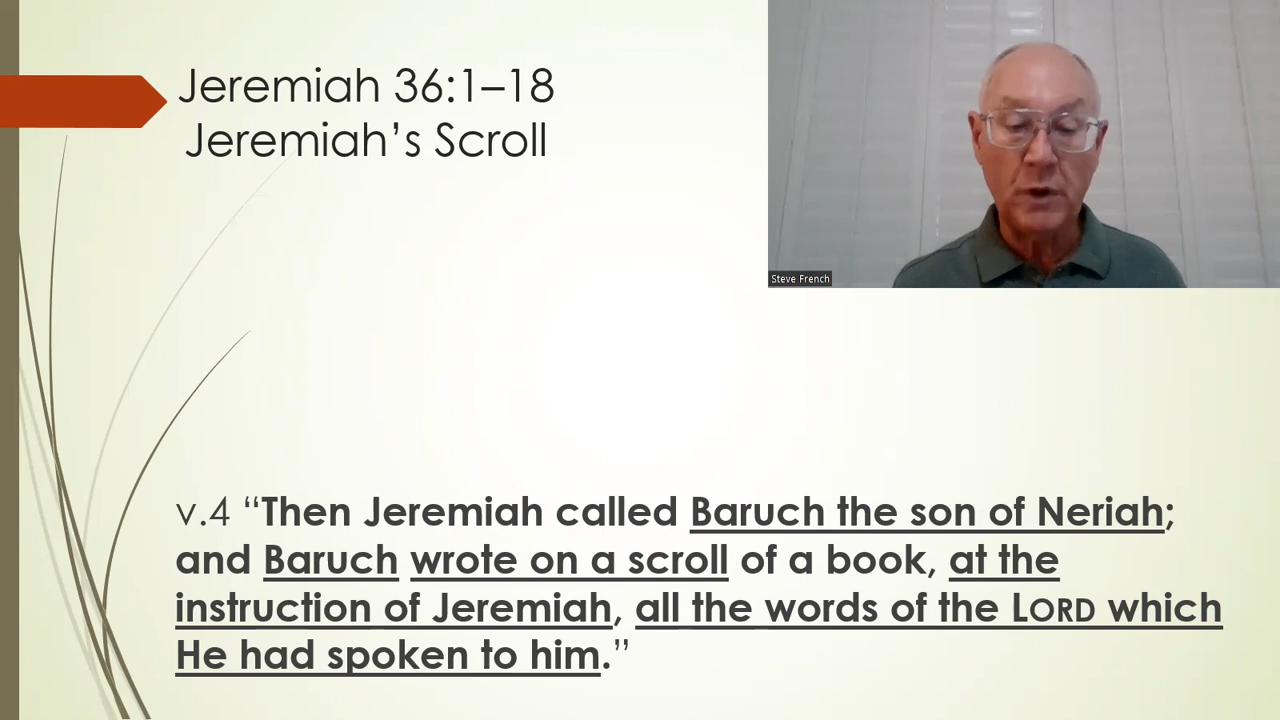 Jeremiah 36:1–18
Jeremiah’s Scroll
Steve French
v.4 “Then Jeremiah called Baruch the son of Neriah;
and Baruch wrote on a scroll of a book, at the
instruction of Jeremiah, all the words of the LORD which
He had spoken to him.”